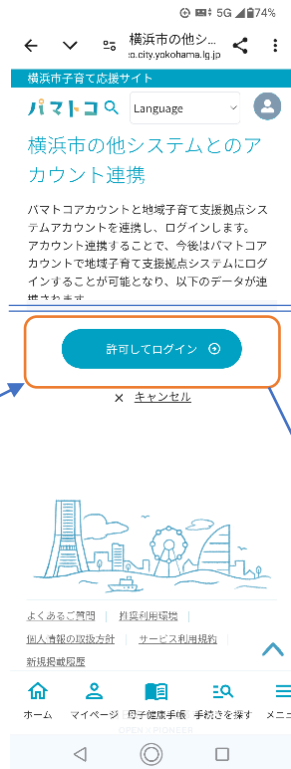 5G 74%
横浜市の他シ...
o.city.yokohama.lg.jp
横浜市子育て応援サイト
パマトコ Language
横浜市の他システムとのア
カウント連携
パマトコアカウントと地域子育て支援拠点シス
テムアカウントを連携し、ログインします。
アカウント連携することで、今後はパマトコア
カウントで地域子育て支援拠点システムにログ
インすることが可能となり、以下のデータが連
携されます。
許可してログイン
× キャンセル
よくあるご質問 推奨利用環境
個人情報の取扱方針 サービス利用規約
新規掲載履歴
ホーム マイページ 母子健康手帳 手続きを探す メニュ
OPEN × PIONEER